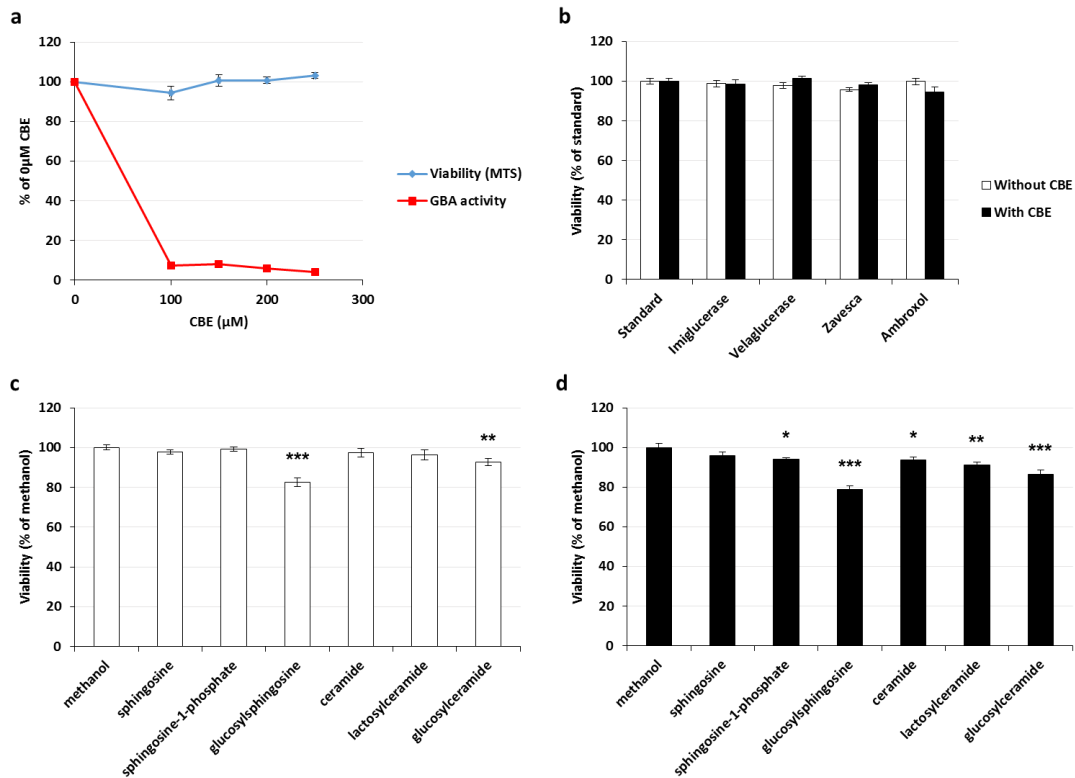 a
120
100
80
60
40
20
0
% of 0µM CBE
0
100
200
300
CBE (µM)
Viability (MTS)
GBA activity
b
120
100
80
60
40
20
0
Viability (% of standard)
Standard
Imiglucerase
Velaglucerase
Zavesca
Ambroxol
Without CBE
With CBE
c
120
100
80
60
40
20
0
Viability (% of methanol)
***
**
methanol
sphingosine
sphingosine-1-phosphate
glucosylsphingosine
ceramide
lactosylceramide
glucosylceramide
d
120
100
80
60
40
20
0
Viability (% of methanol)
*
***
*
**
***
methanol
sphingosine
sphingosine-1-phosphate
glucosylsphingosine
ceramide
lactosylceramide
glucosylceramide